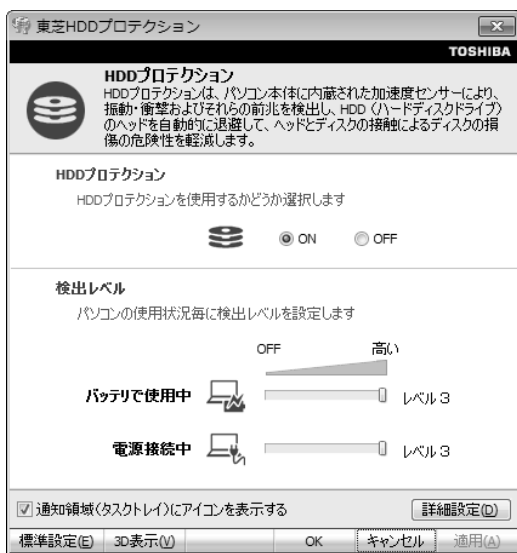 東芝HDDプロテクション
TOSHIBA
HDDプロテクション
HDDプロテクションは、パソコン本体に内蔵された加速度センサーにより、
振動・衝撃およびそれらの前兆を検出し、HDD（ハードディスクドライブ）
のヘッドを自動的に退避して、ヘッドとディスクの接触によるディスクの損
傷の危険性を軽減します。
HDDプロテクション
HDDプロテクションを使用するかどうか選択します
ON OFF
検出レベル
パソコンの使用状況毎に検出レベルを設定します
OFF 高い
バッテリで使用中 レベル 3
電源接続中 レベル 3
通知領域(タスクトレイ)にアイコンを表示する 詳細設定(D)
標準設定(E) 3D表示(V) OK キャンセル 適用(A)